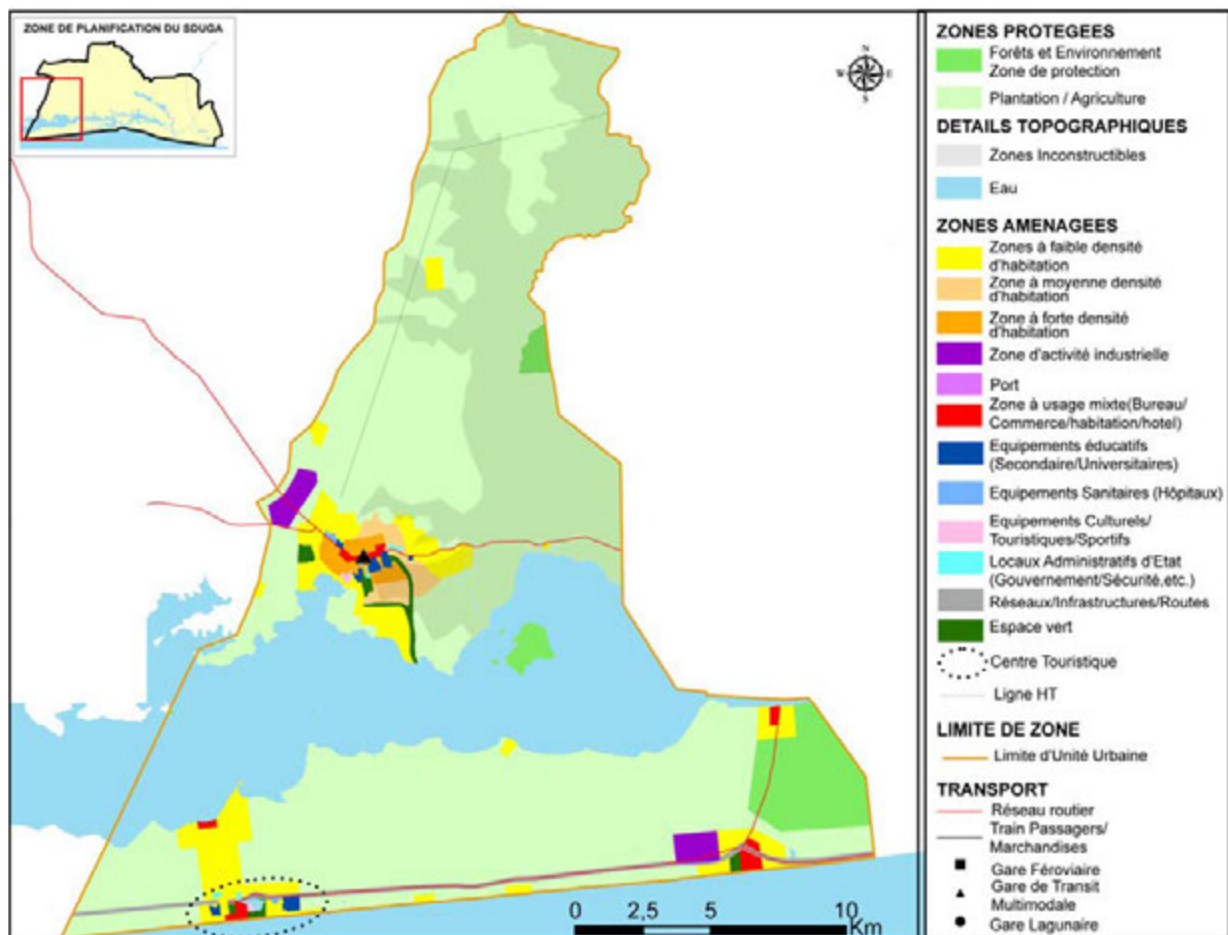 ZONE DE PLANIFICATION DU SDUGA
N
W E
S
0 2,5 5 10
Km
ZONES PROTEGEES
Forêts et Environnement
Zone de protection
Plantation / Agriculture
DETAILS TOPOGRAPHIQUES
Zones Inconstructibles
Eau
ZONES AMENAGEES
Zones à faible densité
d'habitation
Zone à moyenne densité
d'habitation
Zone à forte densité
d'habitation
Zone d'activité industrielle
Port
Zone à usage mixte(Bureau/
Commerce/habitation/hotel)
Equipements éducatifs
(Secondaire/Universitaires)
Equipements Sanitaires (Hôpitaux)
Equipements Culturels/
Touristiques/Sportifs
Locaux Administratifs d'Etat
(Gouvernement/Sécurité,etc.)
Réseaux/Infrastructures/Routes
Espace vert
Centre Touristique
Ligne HT
LIMITE DE ZONE
Limite d'Unité Urbaine
TRANSPORT
Réseau routier
Train Passagers/
Marchandises
Gare Féroviaire
Gare de Transit
Multimodale
Gare Lagunaire